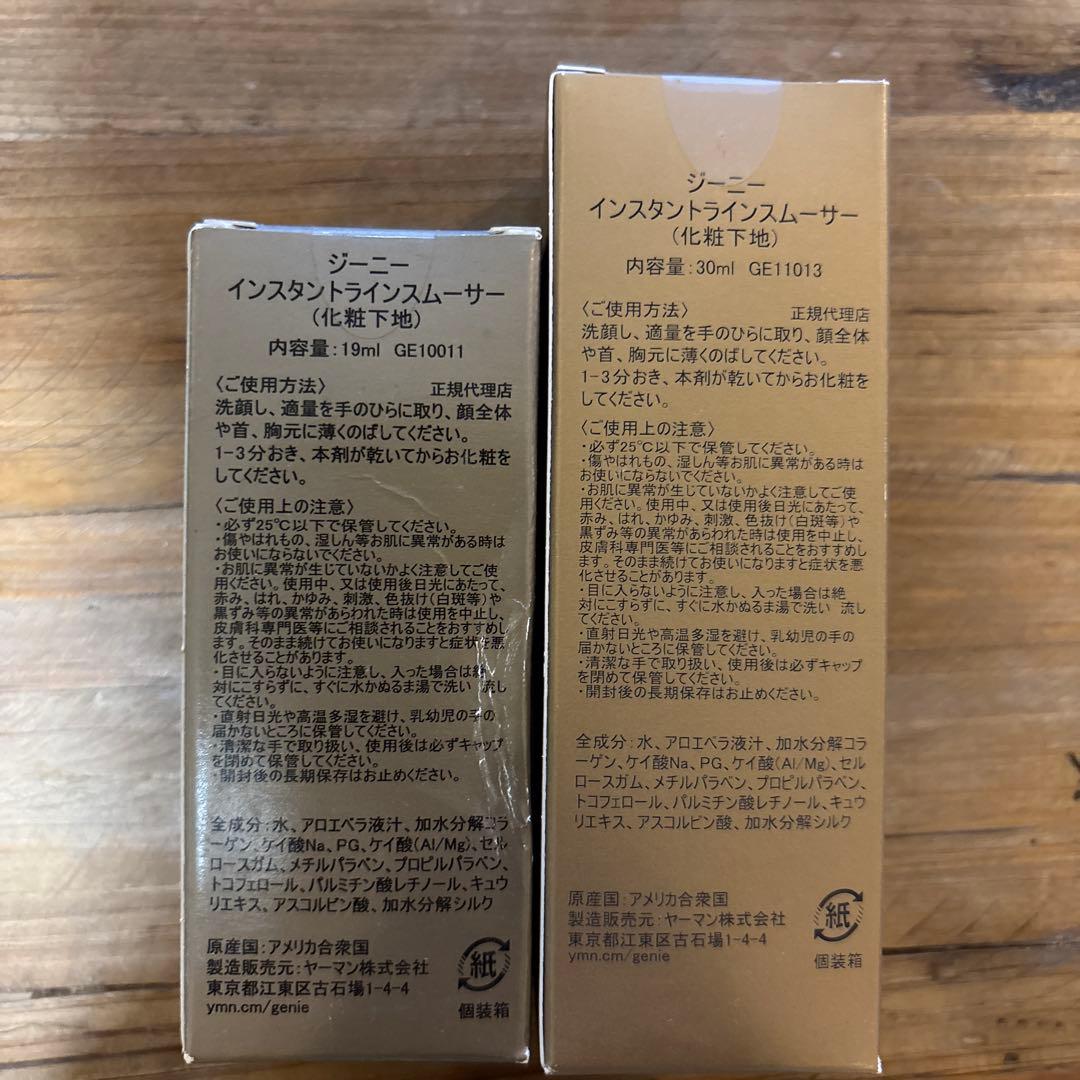 ジーニー
インスタントラインスムーサー
(化粧下地)
内容量:19ml GE10011
〈ご使用方法〉 正規代理店
洗顔し、適量を手のひらに取り、顔全体
や首、胸元に薄くのばしてください。
1-3分おき、本剤が乾いてからお化粧を
してください。
〈ご使用上の注意〉
・必ず25℃以下で保管してください。
・傷やはれもの、湿しん等お肌に異常がある時は
お使いにならないでください。
・お肌に異常が生じていないかよく注意してご使
用ください。使用中、又は使用後日光にあたって、
赤み、はれ、かゆみ、刺激、色抜け(白斑等)や
黒ずみ等の異常があらわれた時は使用を中止し、
皮膚科専門医等にご相談されることをおすすめし
ます。そのまま続けてお使いになりますと症状を悪
化させることがあります。
・目に入らないように注意し、入った場合は絶
対にこすらずに、すぐに水かぬるま湯で洗い 流し
てください。
・直射日光や高温多湿を避け、乳幼児の手の
届かないところに保管してください。
・清潔な手で取り扱い、使用後は必ずキャップ
を閉めて保管してください。
・開封後の長期保存はお止めください。
全成分:水、アロエベラ液汁、加水分解コラ
ーゲン、ケイ酸Na、PG、ケイ酸(Al/Mg)、セル
ロースガム、メチルパラベン、プロピルパラベン、
トコフェロール、パルミチン酸レチノール、キュウ
リエキス、アスコルビン酸、加水分解シルク
原産国:アメリカ合衆国
製造販売元:ヤーマン株式会社
東京都江東区古石場1-4-4
ymn.cm/genie
紙
個装箱
ジーニー
インスタントラインスムーサー
(化粧下地)
内容量:30ml GE11013
〈ご使用方法〉 正規代理店
洗顔し、適量を手のひらに取り、顔全体
や首、胸元に薄くのばしてください。
1-3分おき、本剤が乾いてからお化粧を
してください。
〈ご使用上の注意〉
・必ず25℃以下で保管してください。
・傷やはれもの、湿しん等お肌に異常がある時は
お使いにならないでください。
・お肌に異常が生じていないかよく注意してご使
用ください。使用中、又は使用後日光にあたって、
赤み、はれ、かゆみ、刺激、色抜け(白斑等)や
黒ずみ等の異常があらわれた時は使用を中止し、
皮膚科専門医等にご相談されることをおすすめし
ます。そのまま続けてお使いになりますと症状を悪
化させることがあります。
・目に入らないように注意し、入った場合は絶
対にこすらずに、すぐに水かぬるま湯で洗い 流し
てください。
・直射日光や高温多湿を避け、乳幼児の手の
届かないところに保管してください。
・清潔な手で取り扱い、使用後は必ずキャップ
を閉めて保管してください。
・開封後の長期保存はお止めください。
全成分:水、アロエベラ液汁、加水分解コラ
ーゲン、ケイ酸Na、PG、ケイ酸(Al/Mg)、セル
ロースガム、メチルパラベン、プロピルパラベン、
トコフェロール、パルミチン酸レチノール、キュウ
リエキス、アスコルビン酸、加水分解シルク
原産国:アメリカ合衆国
製造販売元:ヤーマン株式会社
東京都江東区古石場1-4-4
ymn.cm/genie
紙
個装箱